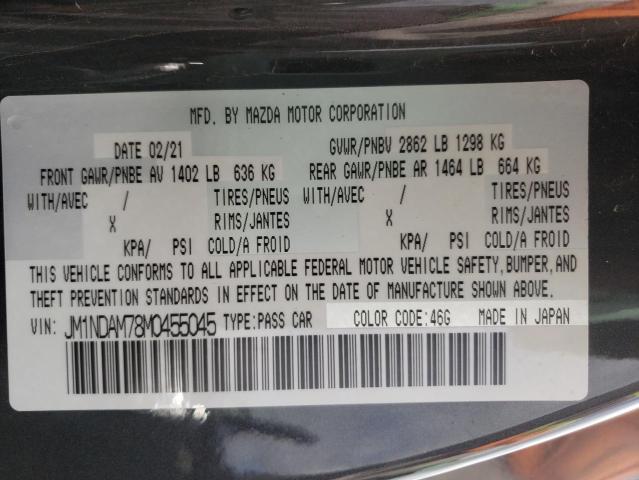 MFD. BY MAZDA MOTOR CORPORATION
DATE 02/21 GVWR/PNBV 2862 LB 1298 KG
FRONT GAWR/PNBE AV 1402 LB 636 KG REAR GAWR/PNBE AR 1464 LB 664 KG
WITH/AVEC / TIRES/PNEUS WITH/AVEC / TIRES/PNEUS
X RIMS/JANTES X RIMS/JANTES
KPA/ PSI COLD/A FROID KPA/ PSI COLD/A FROID
THIS VEHICLE CONFORMS TO ALL APPLICABLE FEDERAL MOTOR VEHICLE SAFETY, BUMPER, AND
THEFT PREVENTION STANDARDS IN EFFECT ON THE DATE OF MANUFACTURE SHOWN ABOVE.
VIN: JM1NDAM78M0455045 TYPE:PASS CAR COLOR CODE:46G MADE IN JAPAN